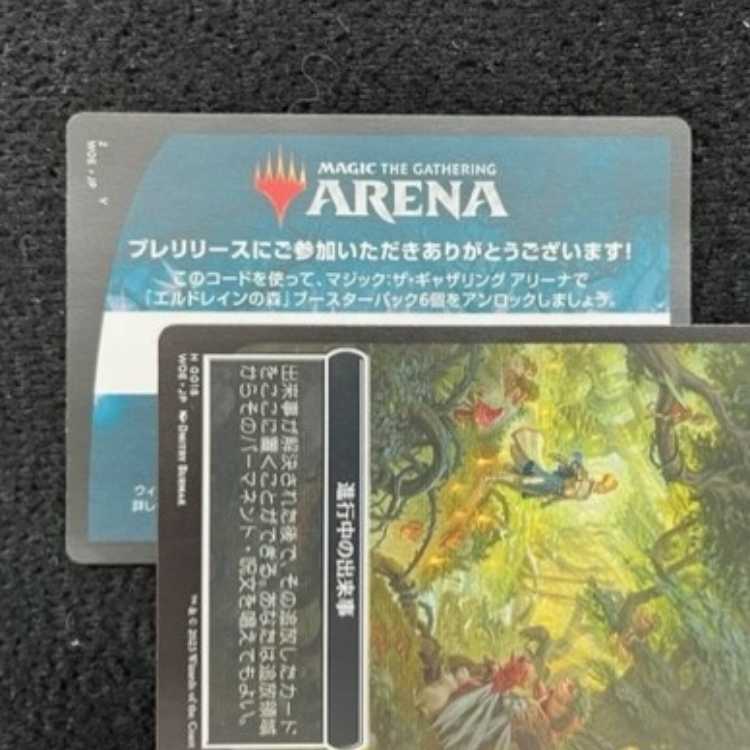 MAGIC THE GATHERING
ARENA
プレリリースにご参加いただきありがとうございます!
このコードを使って、マジック:ザ・ギャザリング アリーナで
『エルドレインの森』ブースターパック6個をアンロックしましょう。
Z
WOE・JP Y
ウィ
進行中の出来事
出来事が解決された後で、その追放したカード
をここに置くことができる。あなたは追放領域
からそのパーマネント・呪文を唱えてもよい。
H 0018
WOE・JP DMITRY BURMAK
™ & © 2023 Wizards of the Coast